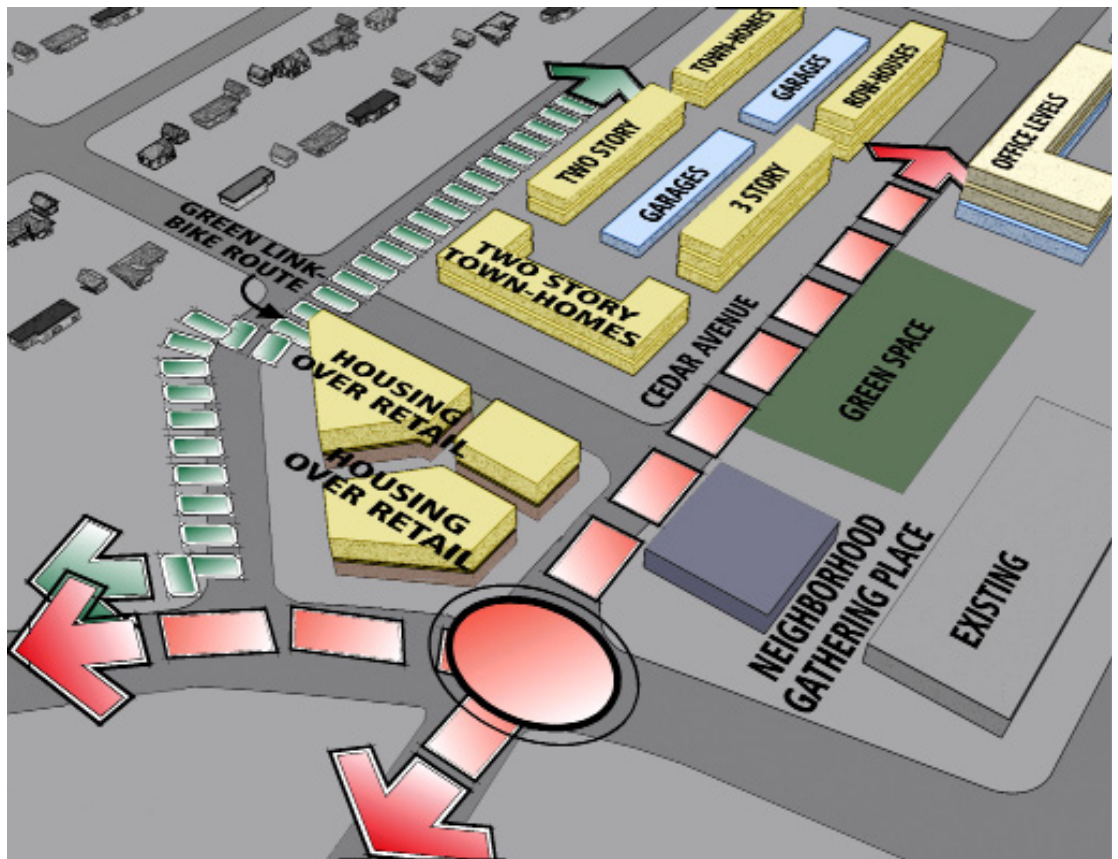 TOWN-HOMES
GARAGES
ROW-HOUSES
OFFICE LEVELS
TWO STORY
GARAGES
3 STORY
GREEN LINK-
BIKE ROUTE
TWO STORY
TOWN-HOMES
CEDAR AVENUE
GREEN SPACE
HOUSING
OVER RETAIL
HOUSING
OVER RETAIL
NEIGHBORHOOD
GATHERING PLACE
EXISTING